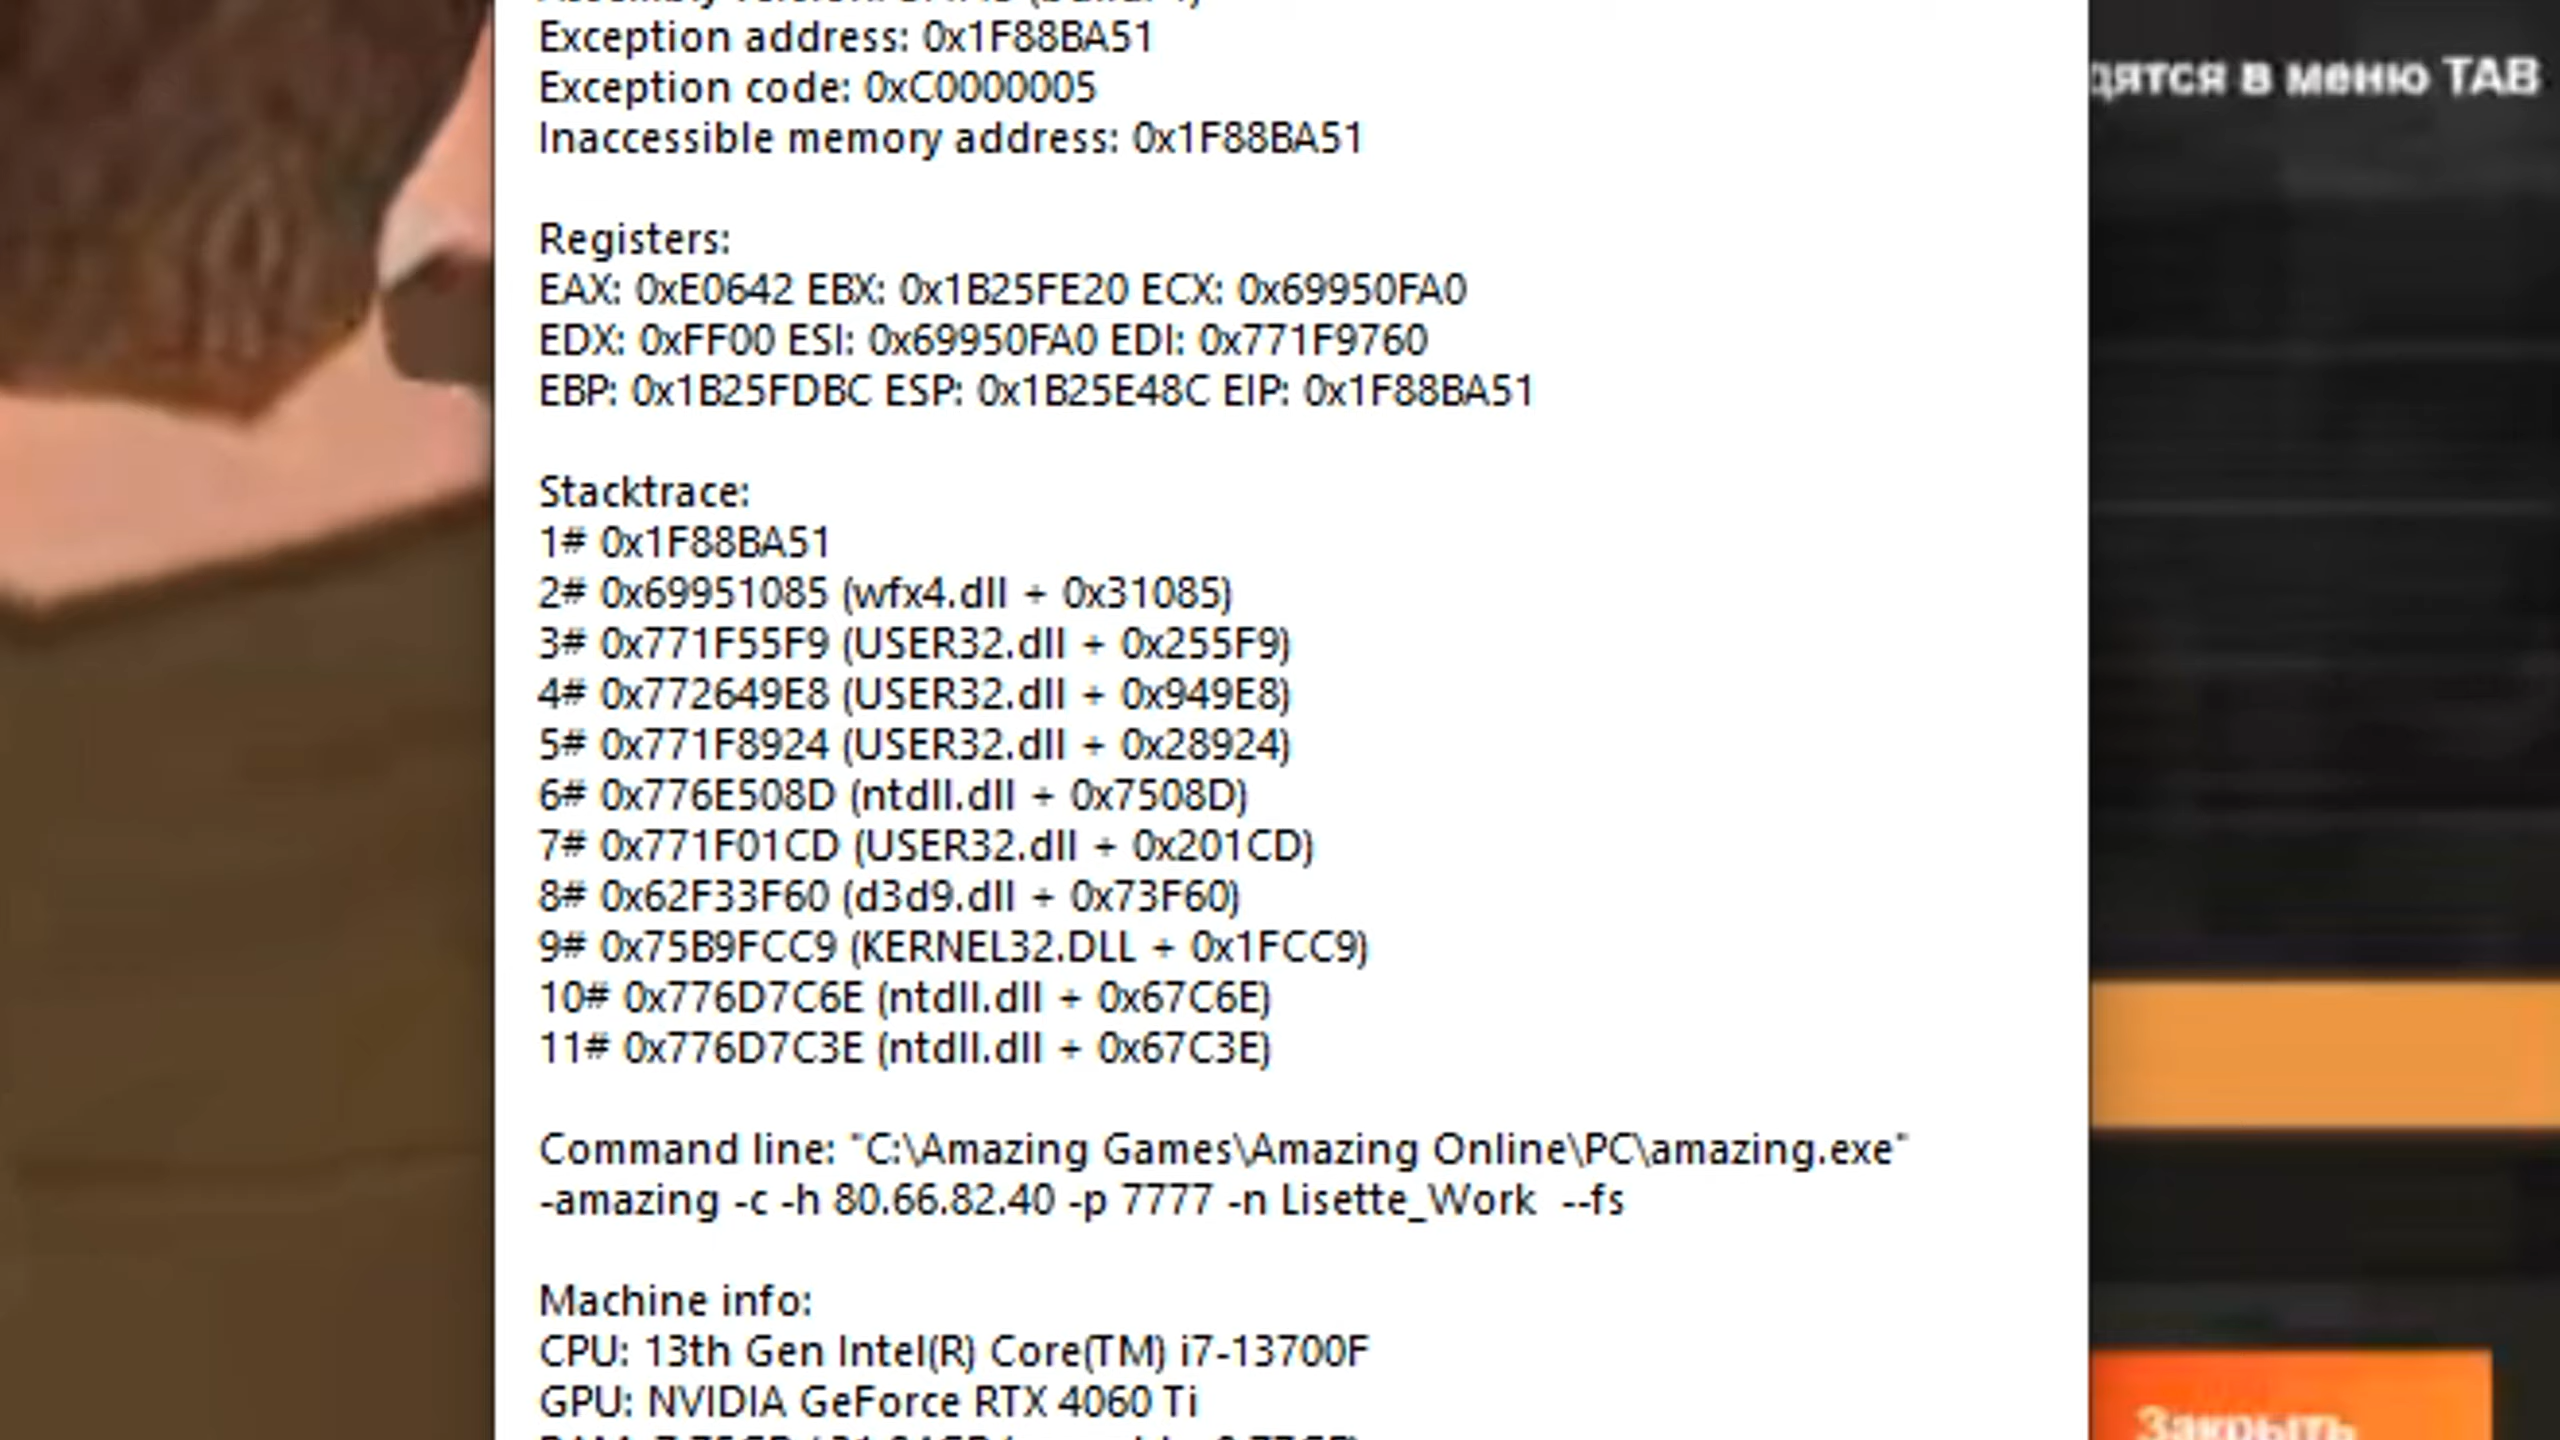 Exception address: 0x1F88BA51
Exception code: 0xC0000005
Inaccessible memory address: 0x1F88BA51
в меню TAB
Registers:
EAX: 0xE0642 EBX: 0x1B25FE20 ECX: 0x69950FA0
EDX: 0xFF00 ESI: 0x69950FA0 EDI: 0x771F9760
EBP: 0x1B25FDBC ESP: 0x1B25E48C EIP: 0x1F88BA51
Stacktrace:
1# 0x1F88BA51
2# 0x69951085 (wfx4.dll + 0x31085)
3# 0x771F55F9 (USER32.dll + 0x255F9)
4# 0x772649E8 (USER32.dll + 0x949E8)
5# 0x771F8924 (USER32.dll + 0x28924)
6# 0x776E508D (ntdll.dll + 0x7508D)
7# 0x771F01CD (USER32.dll + 0x201CD)
8# 0x62F33F60 (d3d9.dll + 0x73F60)
9# 0x75B9FCC9 (KERNEL32.DLL + 0x1FCC9)
10# 0x776D7C6E (ntdll.dll + 0x67C6E)
11# 0x776D7C3E (ntdll.dll + 0x67C3E)
Command line: "C:\Amazing Games\Amazing Online\PC\amazing.exe"
-amazing -c -h 80.66.82.40 -p 7777 -n Lisette_Work --fs
Machine info:
CPU: 13th Gen Intel(R) Core(TM) i7-13700F
GPU: NVIDIA GeForce RTX 4060 Ti
Закрыть